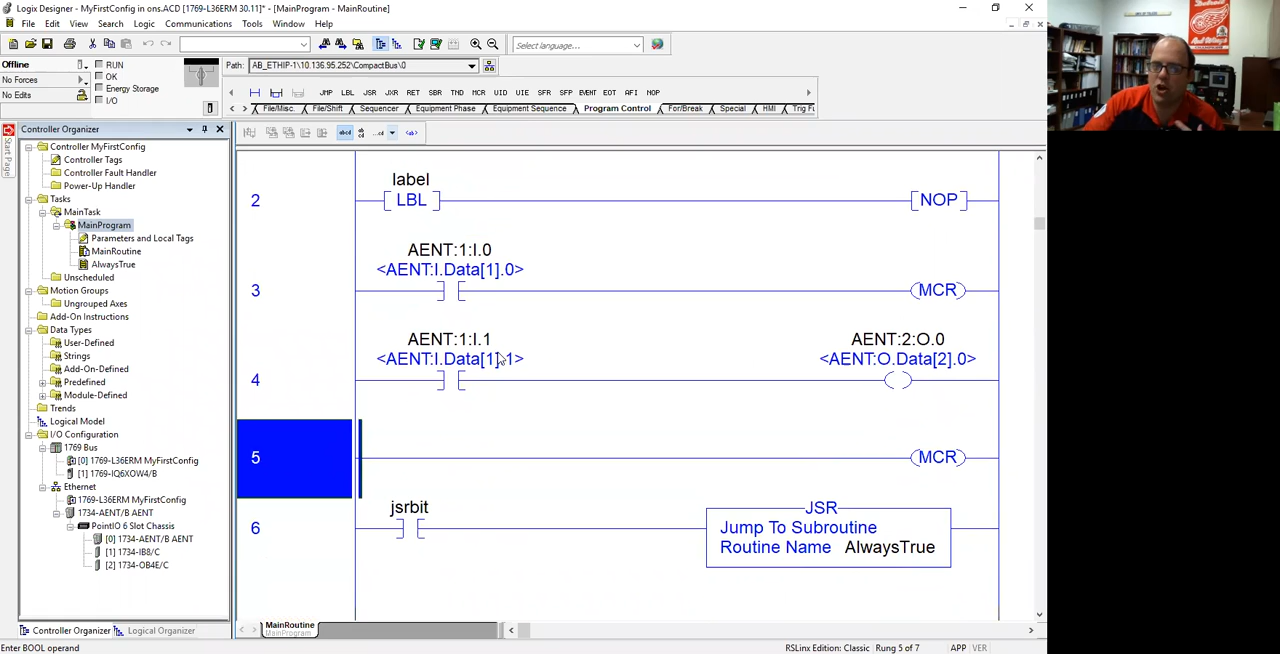 Logix Designer - MyFirstConfig in ons.ACD [1769-L36ERM 30.11]* - [MainProgram - MainRoutine]
File Edit View Search Logic Communications Tools Window Help
Select language...
Offline
RUN
No Forces
OK
Energy Storage
No Edits
I/O
Path: AB_ETHIP-1\10.136.95.252\CompactBus\0
JMP LBL JSR JXR RET SBR TND MCR UID UIE SFR SFP EVENT EOT AFI NOP
File/Misc. File/Shift Sequencer Equipment Phase Equipment Sequence Program Control For/Break Special HMI Trig Fu
Start Page
Controller Organizer
Controller MyFirstConfig
Controller Tags
Controller Fault Handler
Power-Up Handler
Tasks
MainTask
MainProgram
Parameters and Local Tags
MainRoutine
AlwaysTrue
Unscheduled
Motion Groups
Ungrouped Axes
Add-On Instructions
Data Types
User-Defined
Strings
Add-On-Defined
Predefined
Module-Defined
Trends
Logical Model
I/O Configuration
1769 Bus
[0] 1769-L36ERM MyFirstConfig
[1] 1769-IQ6XOW4/B
Ethernet
1769-L36ERM MyFirstConfig
1734-AENT/B AENT
PointIO 6 Slot Chassis
[0] 1734-AENT/B AENT
[1] 1734-IB8/C
[2] 1734-OB4E/C
Controller Organizer Logical Organizer
label
2 LBL NOP
AENT:1:I.0
<AENT:I.Data[1].0>
3 MCR
AENT:1:I.1 AENT:2:O.0
<AENT:I.Data[1].1> <AENT:O.Data[2].0>
4
5 MCR
jsrbit JSR
6 Jump To Subroutine
Routine Name AlwaysTrue
MainRoutine
MainProgram
Enter BOOL operand
RSLinx Edition: Classic Rung 5 of 7 APP VER
Detroit
Red Wings